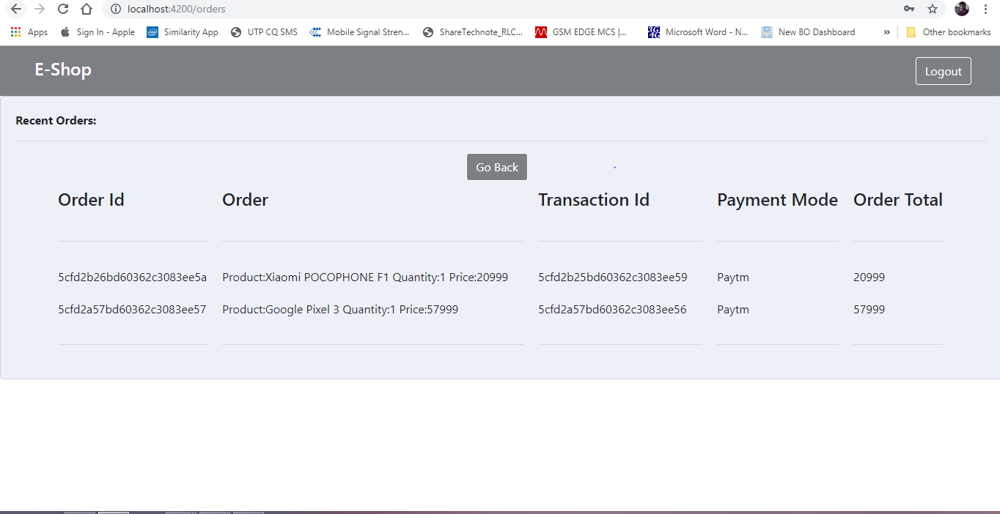 localhost:4200/orders
Apps Sign In - Apple Similarity App UTP CQ SMS Mobile Signal Stren... ShareTechnote_RLC... GSM EDGE MCS |... Microsoft Word - N... New BO Dashboard » Other bookmarks
E-Shop Logout
Recent Orders:
Go Back
Order Id Order Transaction Id Payment Mode Order Total
5cfd2b26bd60362c3083ee5a Product:Xiaomi POCOPHONE F1 Quantity:1 Price:20999 5cfd2b25bd60362c3083ee59 Paytm 20999
5cfd2a57bd60362c3083ee57 Product:Google Pixel 3 Quantity:1 Price:57999 5cfd2a57bd60362c3083ee56 Paytm 57999